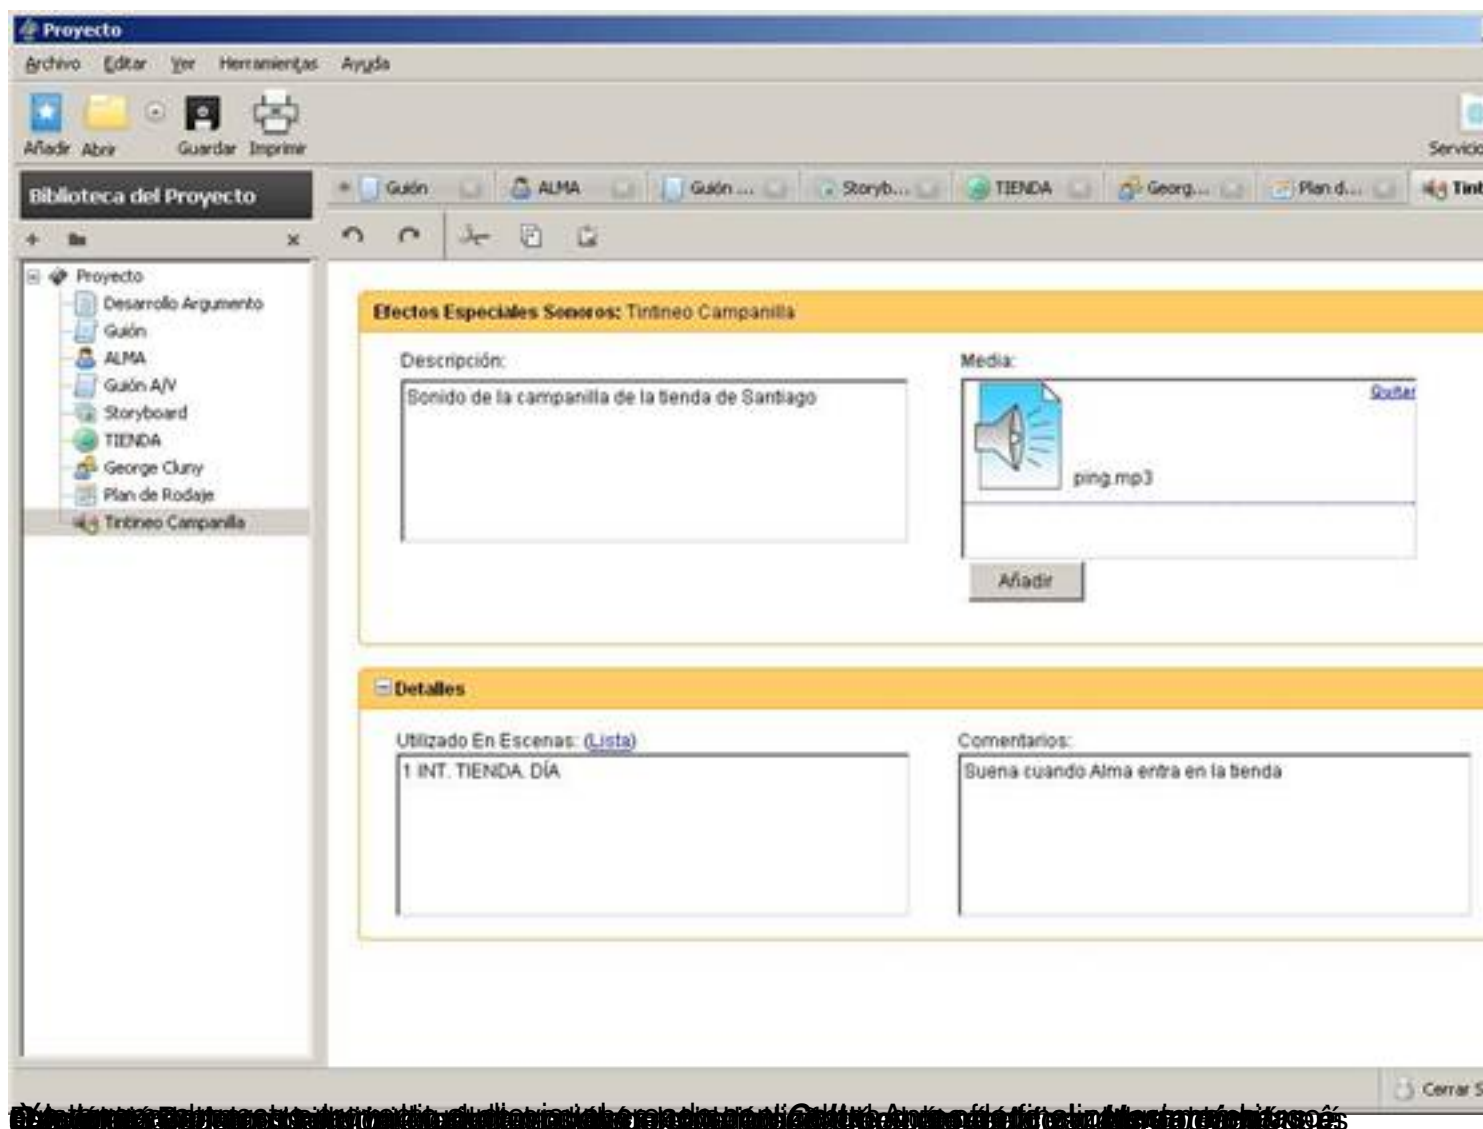 Proyecto
Archivo Editar Ver Herramientas Ayuda
Añadir Abrir Guardar Imprimir
Biblioteca del Proyecto
Guión ALMA Guión ... Storyb... TIENDA Georg... Plan d... Tint
Proyecto
Desarrollo Argumento
Guión
ALMA
Guión A/V
Storyboard
TIENDA
George Cluny
Plan de Rodaje
Tintineo Campanilla
Efectos Especiales Sonoros: Tintineo Campanilla
Descripción:
Sonido de la campanilla de la tienda de Santiago
Media:
Quitar
ping.mp3
Añadir
Detalles
Utilizado En Escenas: (Lista)
1 INT. TIENDA. DÍA
Comentarios:
Suena cuando Alma entra en la tienda
Cerrar S